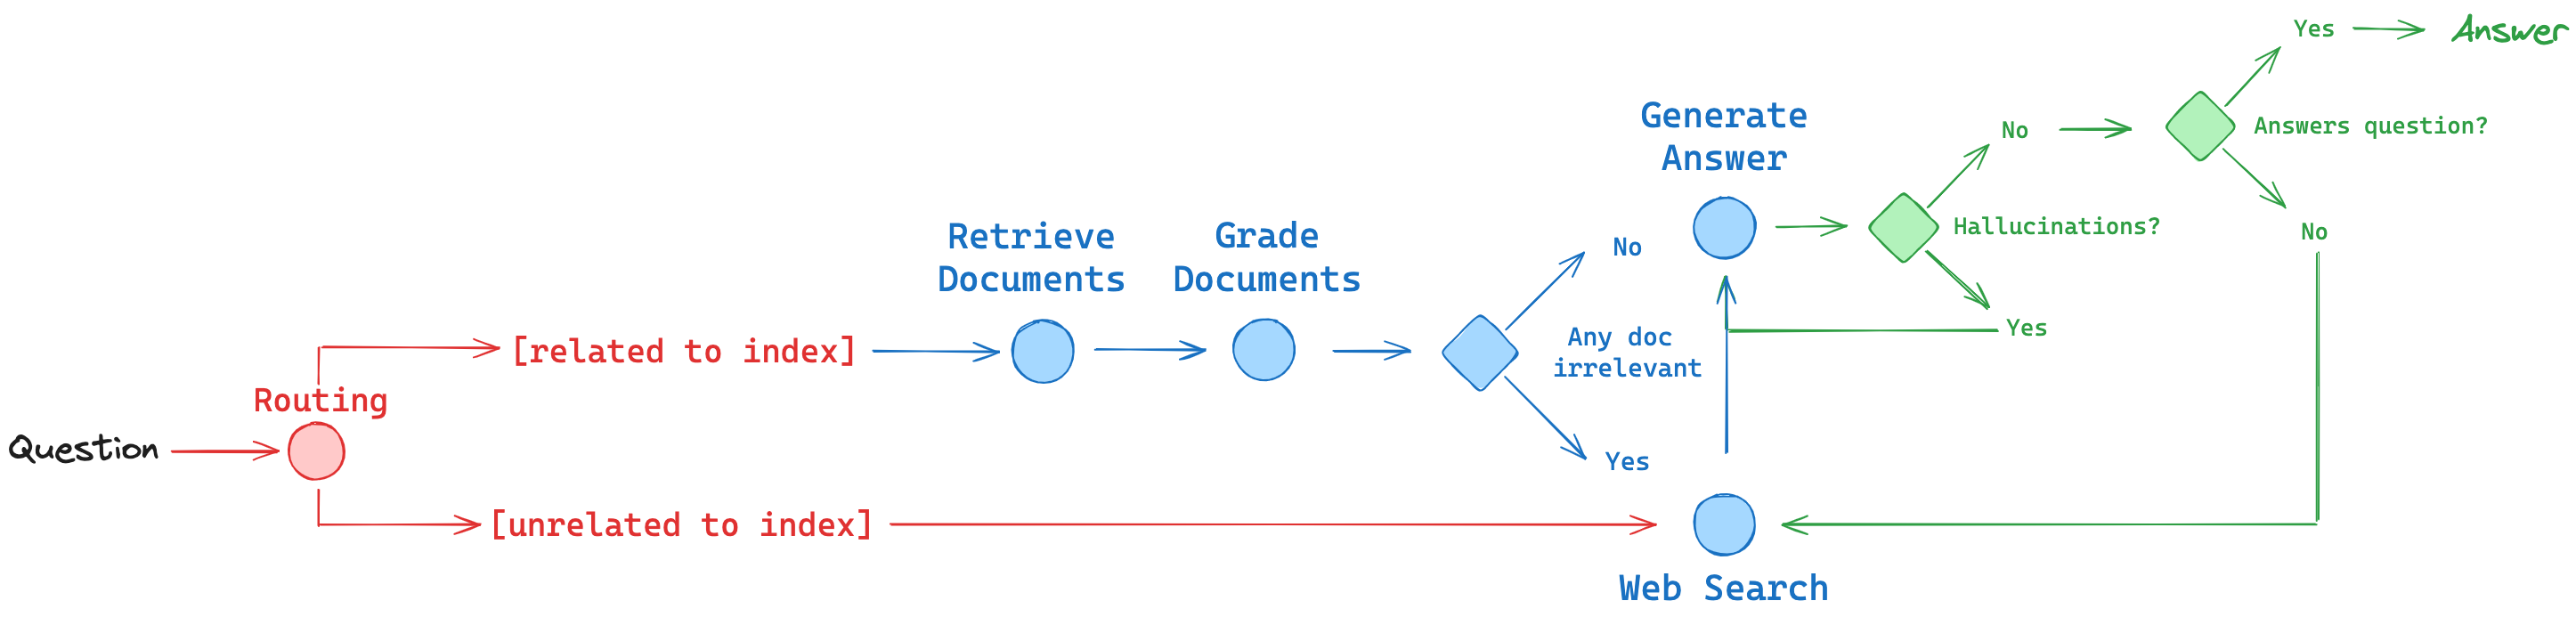 Question
Routing
[related to index]
[unrelated to index]
Retrieve
Documents
Grade
Documents
No
Any doc
irrelevant
Yes
Generate
Answer
Web Search
No
Hallucinations?
Yes
Yes
Answer
Answers question?
No